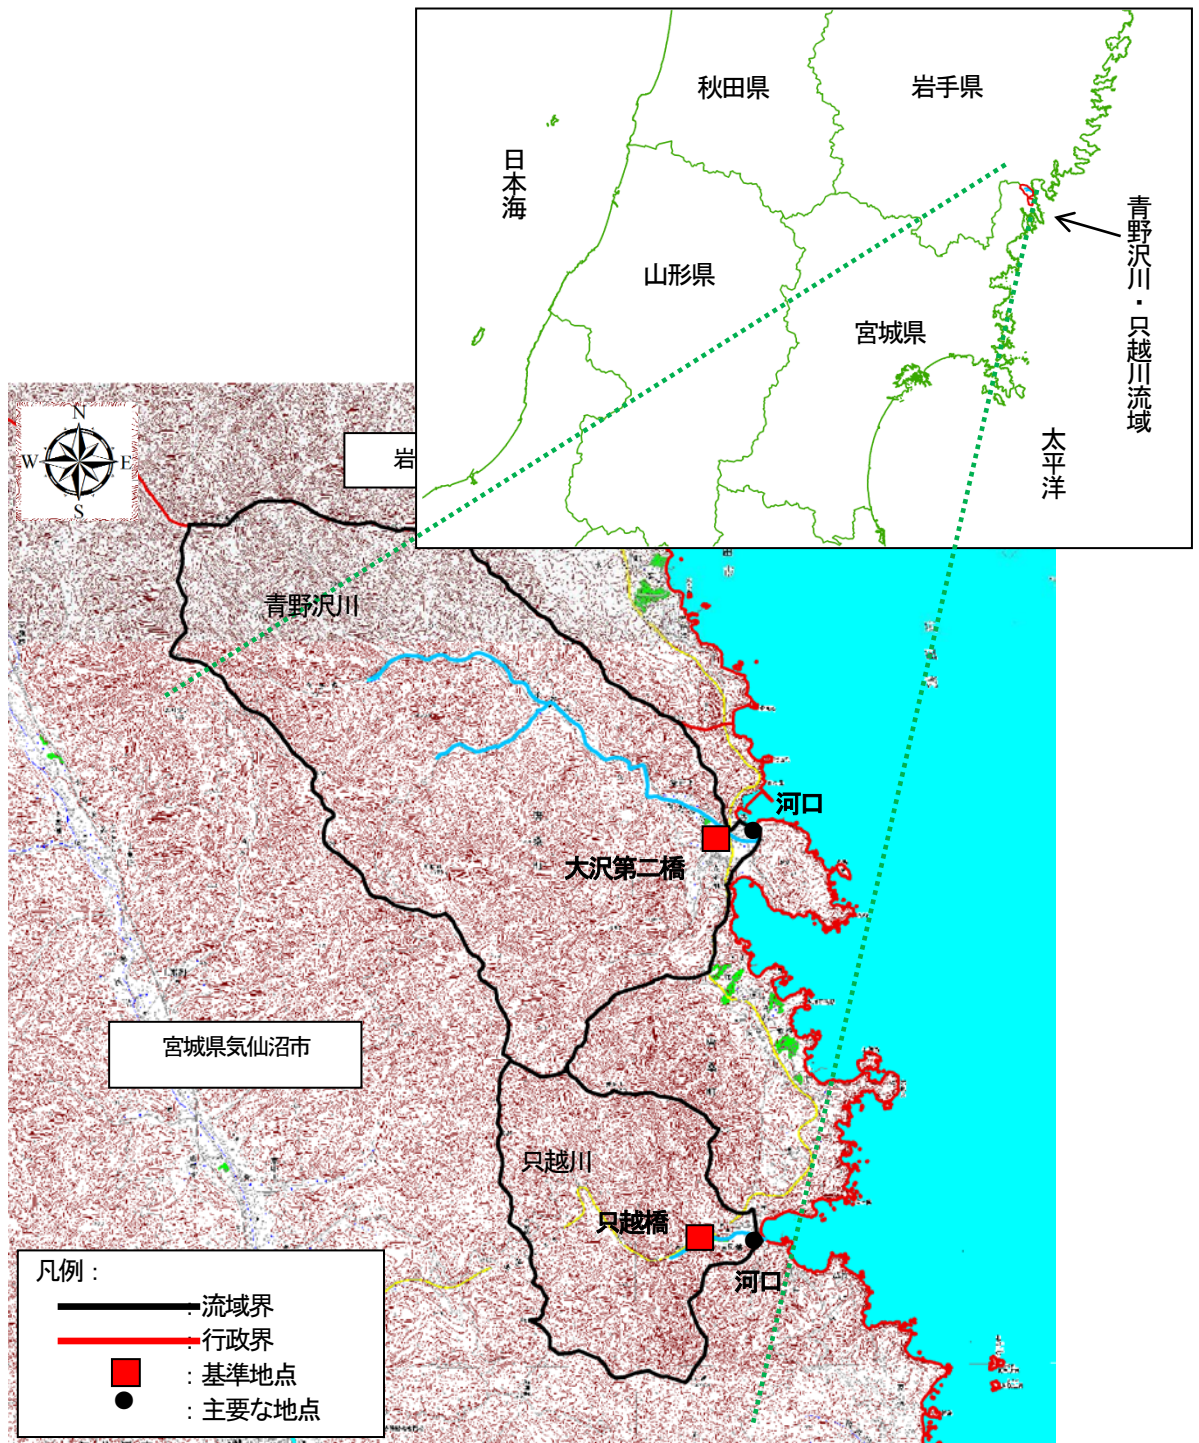 秋田県
岩手県
日本海
山形県
宮城県
青野沢川・只越川流域
太平洋
N
W
E
S
岩
青野沢川
河口
大沢第二橋
宮城県気仙沼市
只越川
只越橋
河口
凡例：
：流域界
：行政界
：基準地点
：主要な地点